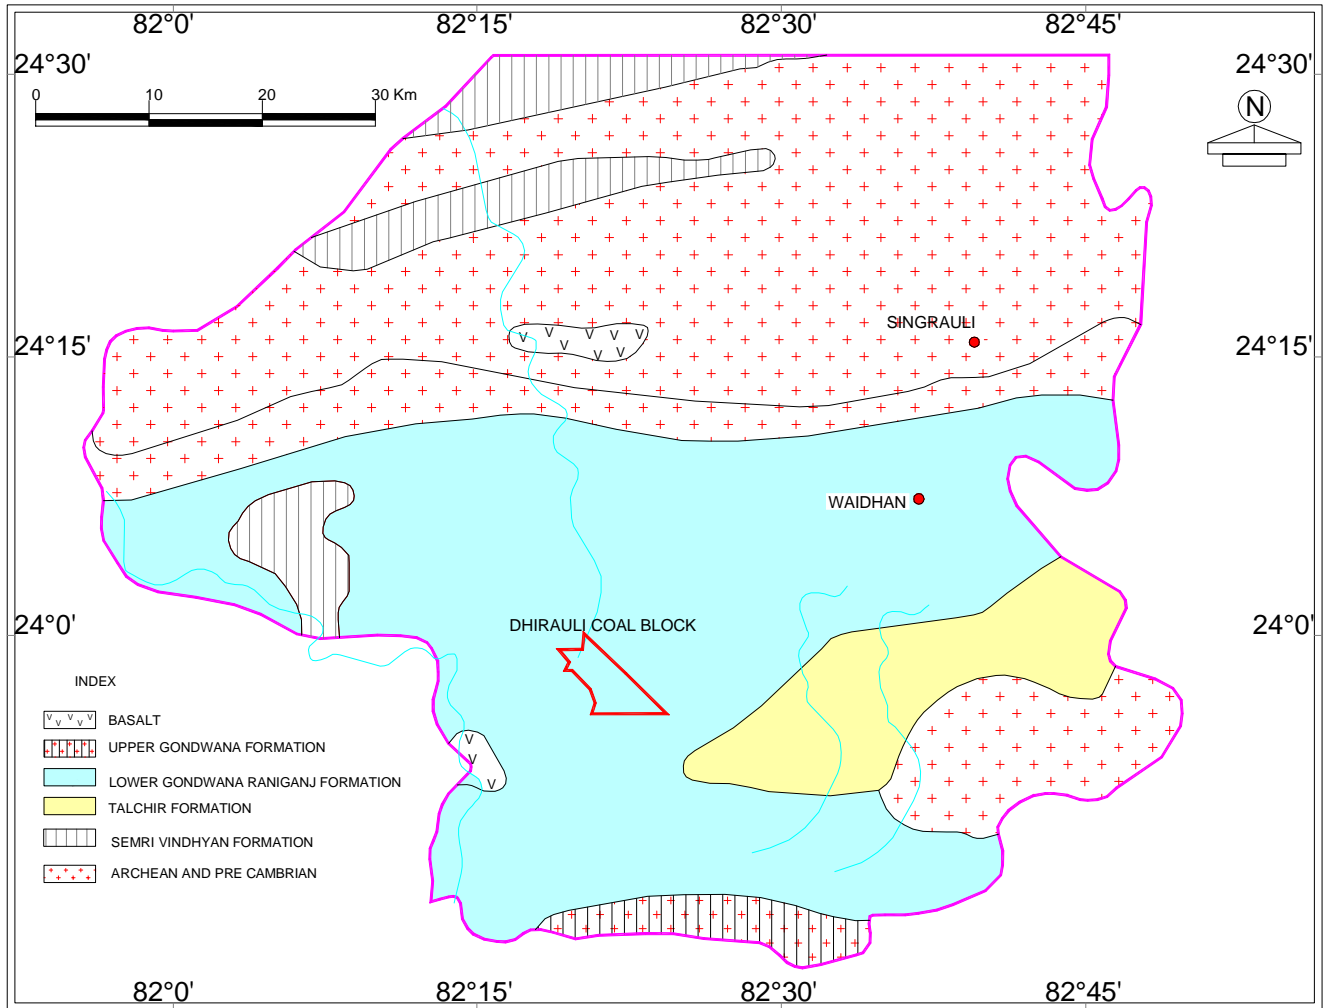 82°0' 82°15' 82°30' 82°45'
24°30' 24°30'
0 10 20 30 Km
N
SINGRAULI
24°15' 24°15'
WAIDHAN
24°0' 24°0'
DHIRAULI COAL BLOCK
INDEX
V V V V V V BASALT
UPPER GONDWANA FORMATION
LOWER GONDWANA RANIGANJ FORMATION
TALCHIR FORMATION
SEMRI VINDHYAN FORMATION
ARCHEAN AND PRE CAMBRIAN
V V V V V V V
V V V
82°0' 82°15' 82°30' 82°45'